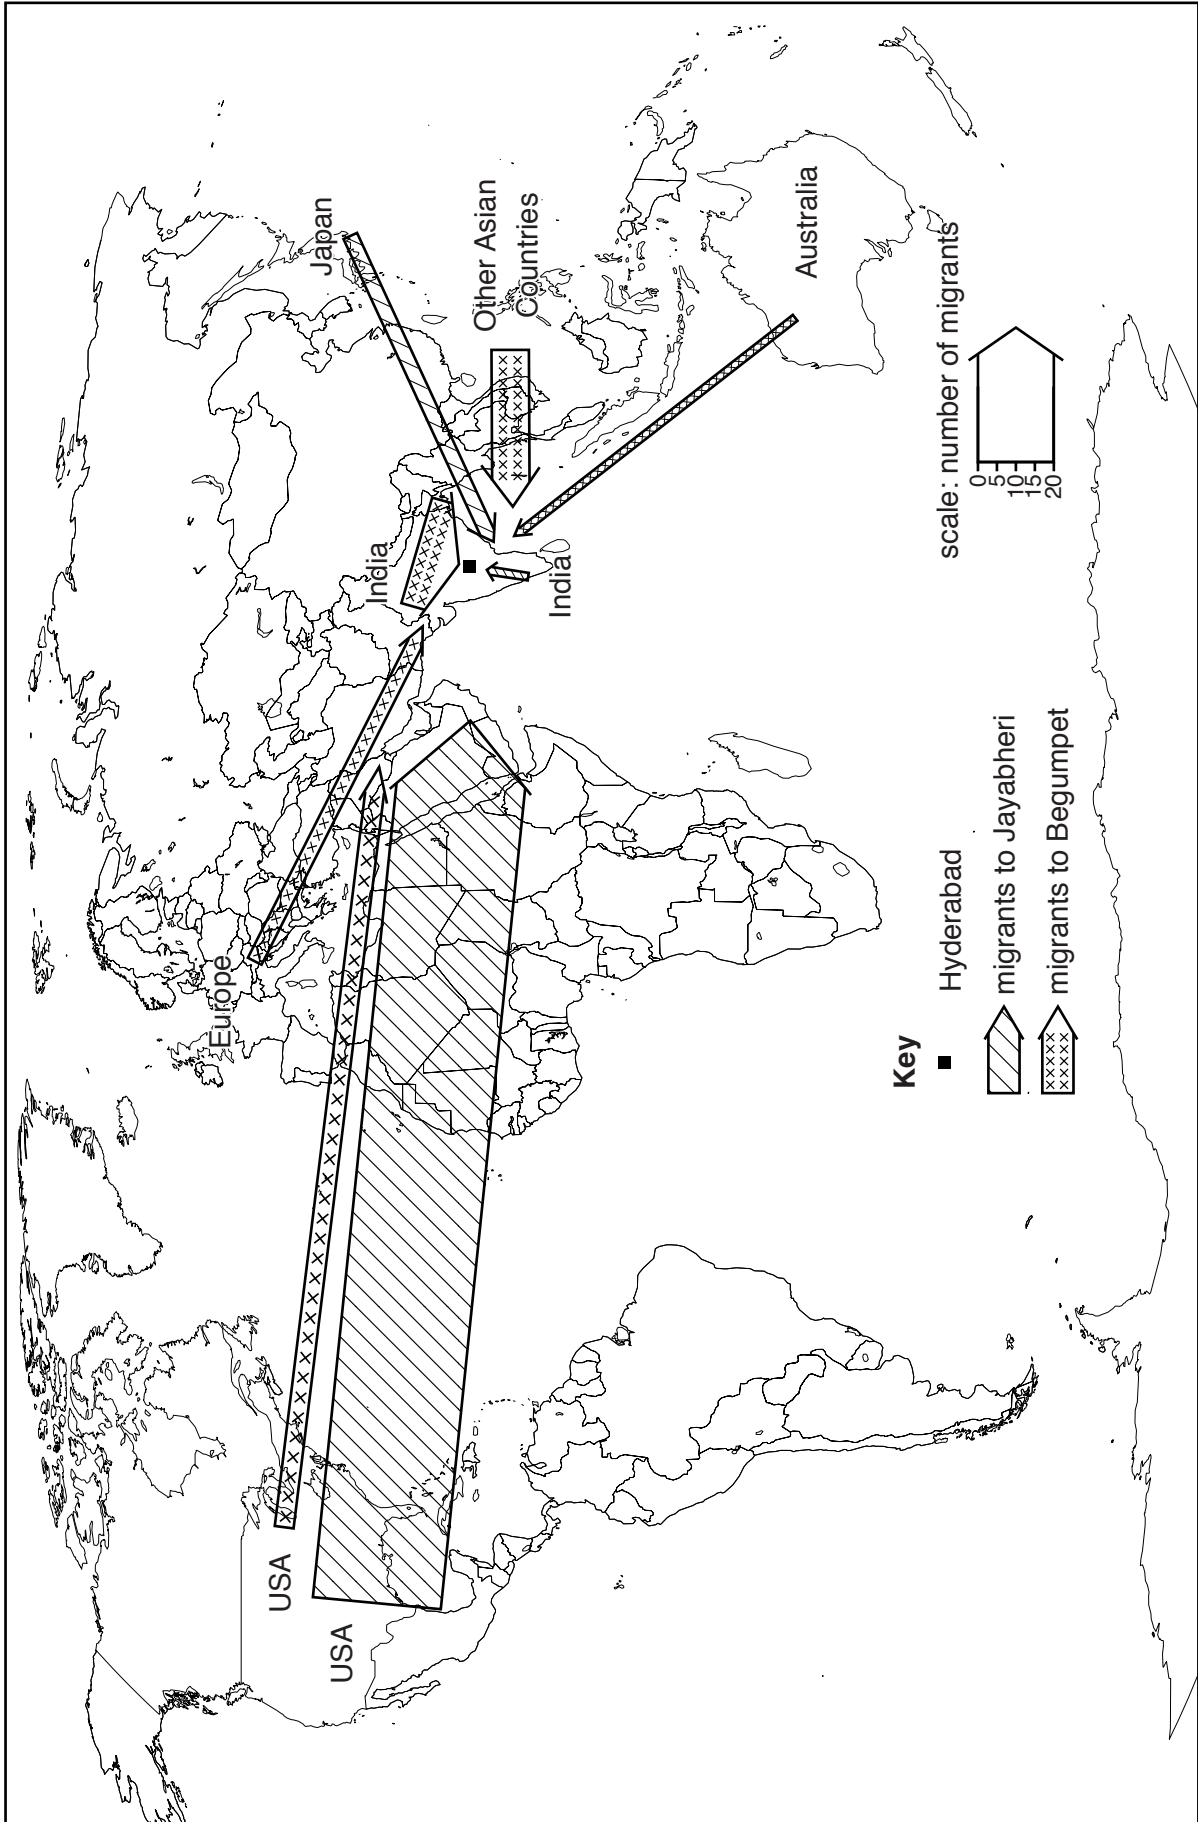 USA
USA
Europe
India
India
Japan
Other Asian
Countries
Australia
Key
Hyderabad
migrants to Jayabheri
migrants to Begumpet
scale: number of migrants
0
5
10
15
20